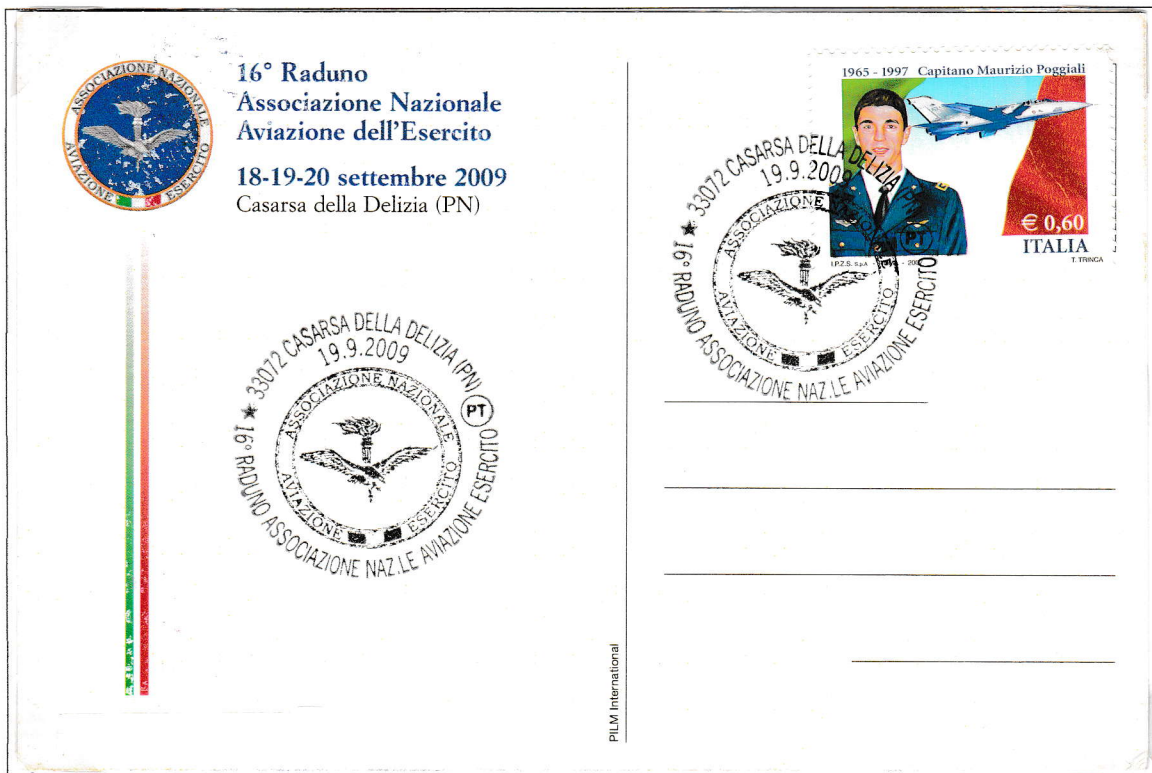 ASSOCIAZIONE NAZIONALE
AVIAZIONE ESERCITO
16° Raduno
Associazione Nazionale
Aviazione dell'Esercito
18-19-20 settembre 2009
Casarsa della Delizia (PN)
33072 CASARSA DELLA DELIZIA (PN)
19.9.2009
ASSOCIAZIONE NAZIONALE
AVIAZIONE ESERCITO
PT
★ 16° RADUNO ASSOCIAZIONE NAZ.LE AVIAZIONE ESERCITO
PILM International
1965 - 1997 Capitano Maurizio Poggiali
€ 0,60
ITALIA
I.P.Z.S. S.p.A.
T. TRINCA
33072 CASARSA DELLA DELIZIA
19.9.2009
ASSOCIAZIONE NAZIONALE
AVIAZIONE ESERCITO
PT
★ 16° RADUNO ASSOCIAZIONE NAZ.LE AVIAZIONE ESERCITO